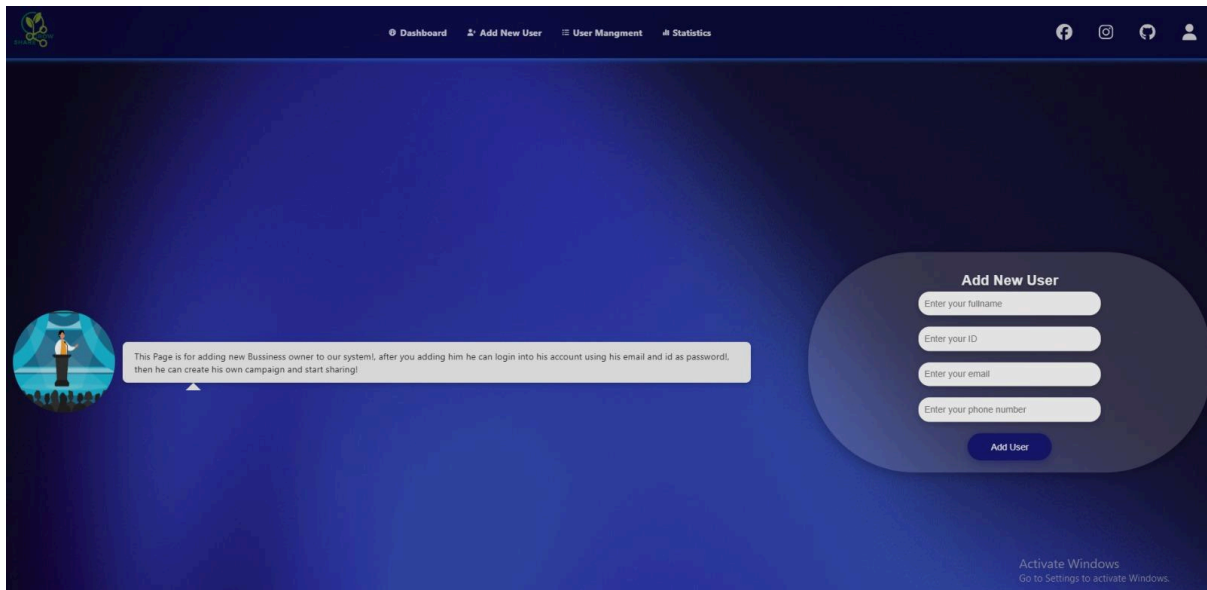 SHARE NOW
Dashboard
Add New User
User Mangment
Statistics
Add New User
Enter your fullname
Enter your ID
Enter your email
Enter your phone number
Add User
This Page is for adding new Bussiness owner to our system!, after you adding him he can login into his account using his email and id as password!,
then he can create his own campaign and start sharing!
Activate Windows
Go to Settings to activate Windows.